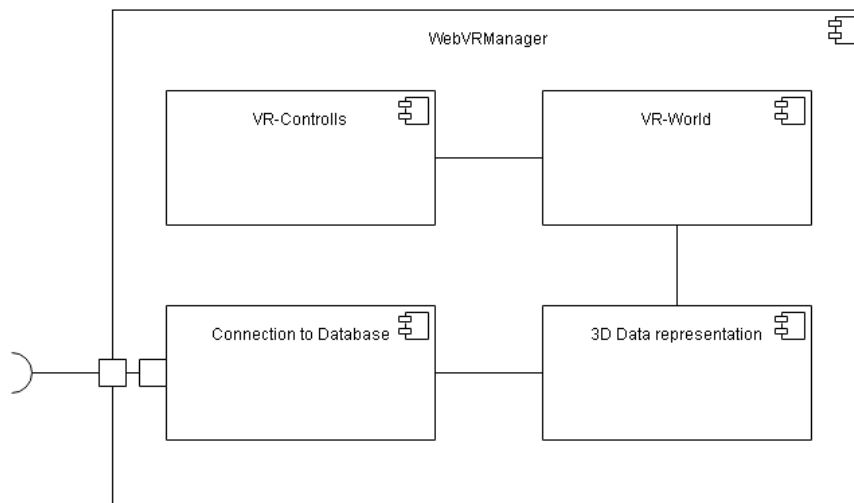 WebVRManager
VR-Controlls
VR-World
Connection to Database
3D Data representation